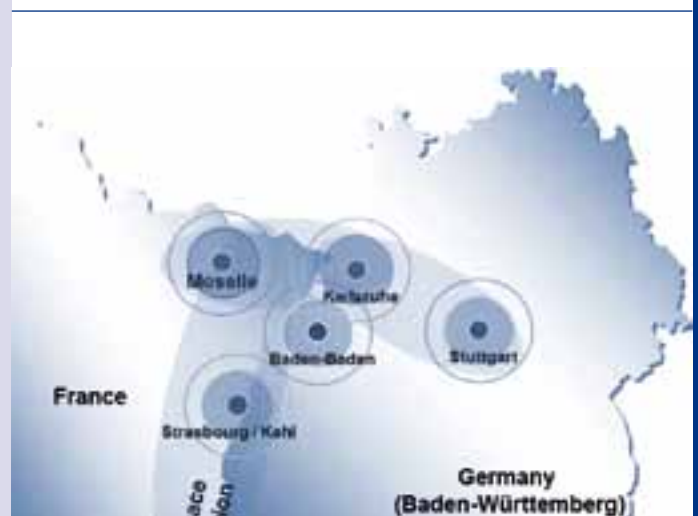 Moselle
Karlsruhe
Baden-Baden
Stuttgart
France
Strasbourg / Kehl
Germany
(Baden-Württemberg)